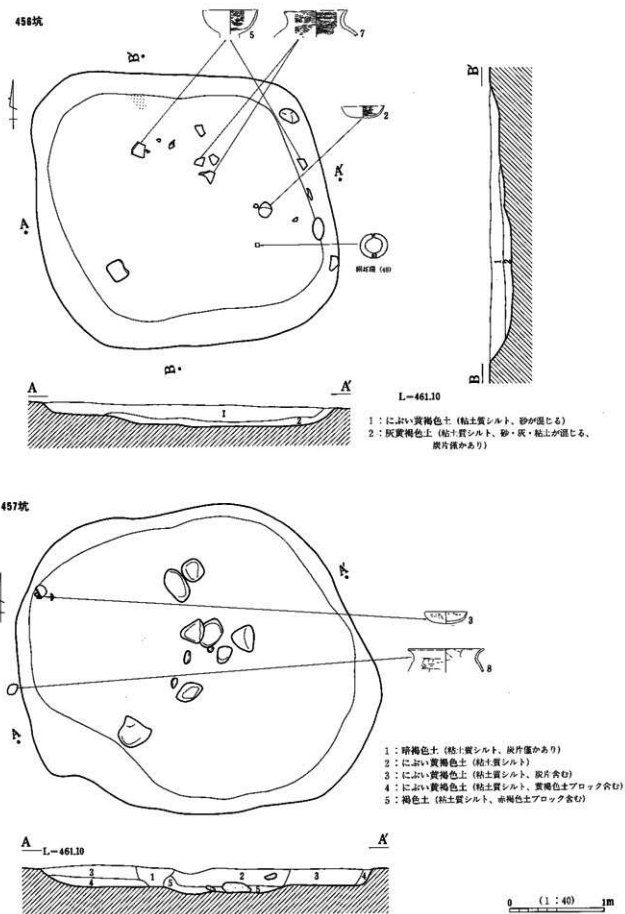 456坑
5
7
B′
B′
2
A′
A
1
2
(46)
B
B
A
A′
1
2
L=461.10
1：にぶい黄褐色土（粘土質シルト、砂が混じる）
2：灰黄褐色土（粘土質シルト、砂・灰・粘土が混じる、
炭片僅かあり）
457坑
A′
3
8
A
1：暗褐色土（粘土質シルト、炭片僅かあり）
2：にぶい黄褐色土（粘土質シルト）
3：にぶい黄褐色土（粘土質シルト、炭片含む）
4：にぶい黄褐色土（粘土質シルト、黄褐色土ブロック含む）
5：褐色土（粘土質シルト、赤褐色土ブロック含む）
A
L=461.10
A′
3 1 5 2 3 4
4 5
0 (1:40) 1m